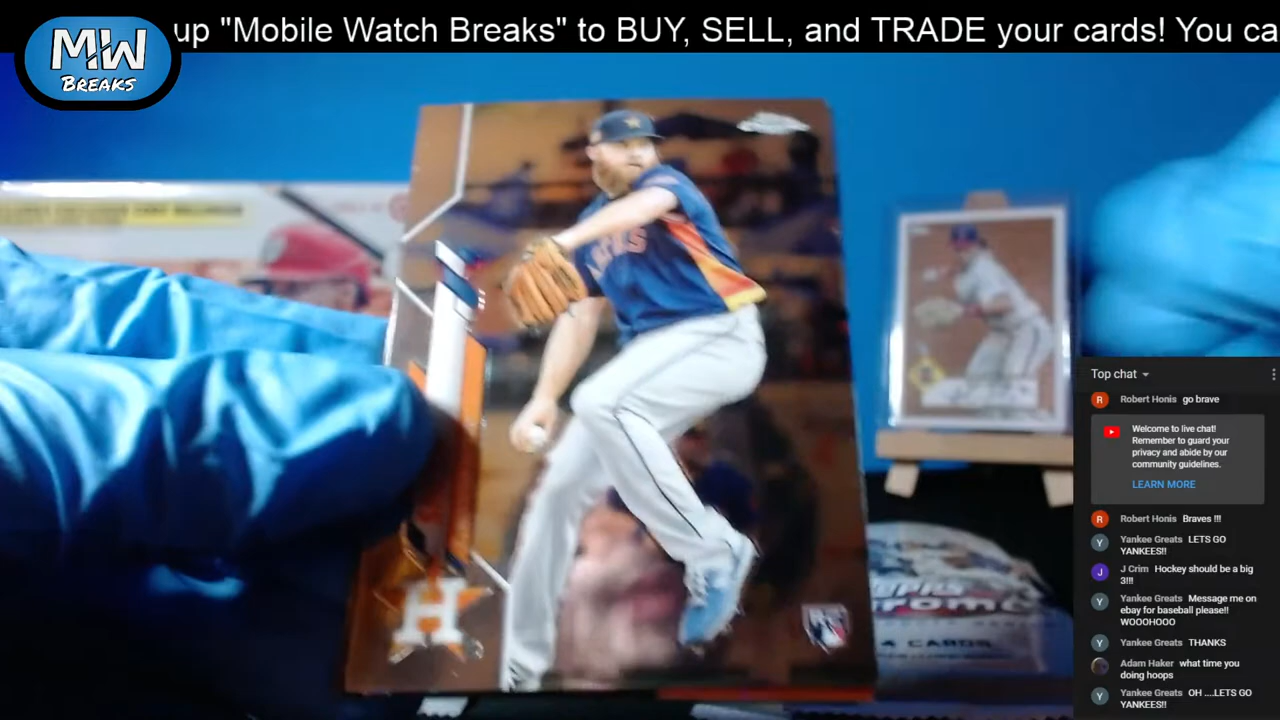 up "Mobile Watch Breaks" to BUY, SELL, and TRADE your cards! You ca
MW
BREAKS
H
Top chat
R Robert Honis go brave
Welcome to live chat!
Remember to guard your
privacy and abide by our
community guidelines.
LEARN MORE
R Robert Honis Braves !!!
Y Yankee Greats LETS GO
YANKEES!!
J J Crim Hockey should be a big
3!!!
Y Yankee Greats Message me on
ebay for baseball please!!
WOOOHOOO
Y Yankee Greats THANKS
Adam Haker what time you
doing hoops
Y Yankee Greats OH ....LETS GO
YANKEES!!